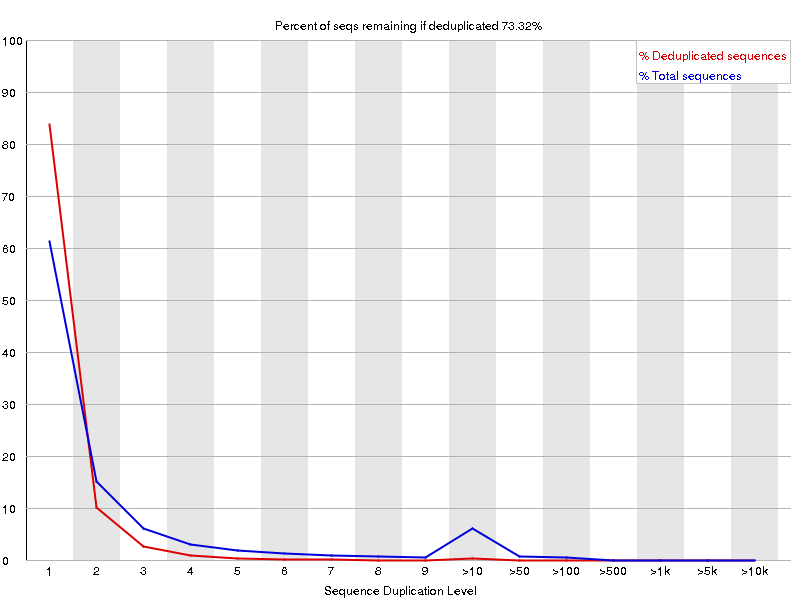 Percent of seqs remaining if deduplicated 73.32%
% Deduplicated sequences
% Total sequences
100
90
80
70
60
50
40
30
20
10
0
1 2 3 4 5 6 7 8 9 >10 >50 >100 >500 >1k >5k >10k
Sequence Duplication Level